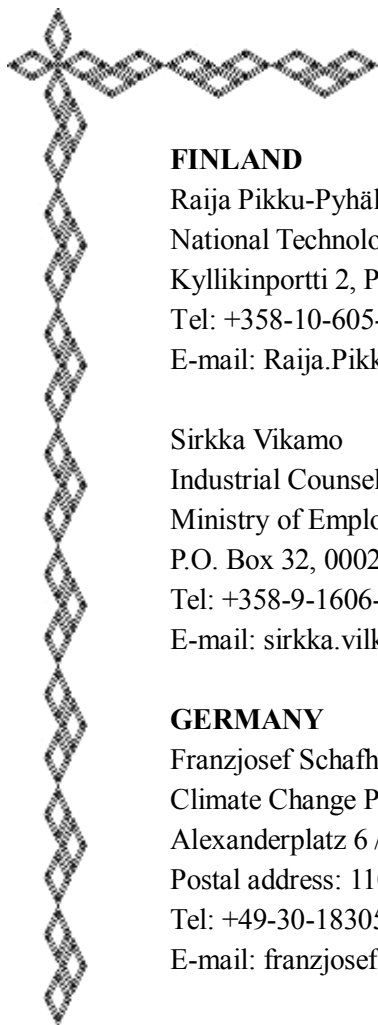 FINLAND
Raija Pikku-Pyhäl
National Technolo
Kyllikinportti 2, P
Tel: +358-10-605-
E-mail: Raija.Pikk
Sirkka Vikamo
Industrial Counsel
Ministry of Emplo
P.O. Box 32, 0002
Tel: +358-9-1606-
E-mail: sirkka.vilk
GERMANY
Franzjosef Schafh
Climate Change P
Alexanderplatz 6 /
Postal address: 110
Tel: +49-30-18305
E-mail: franzjosef